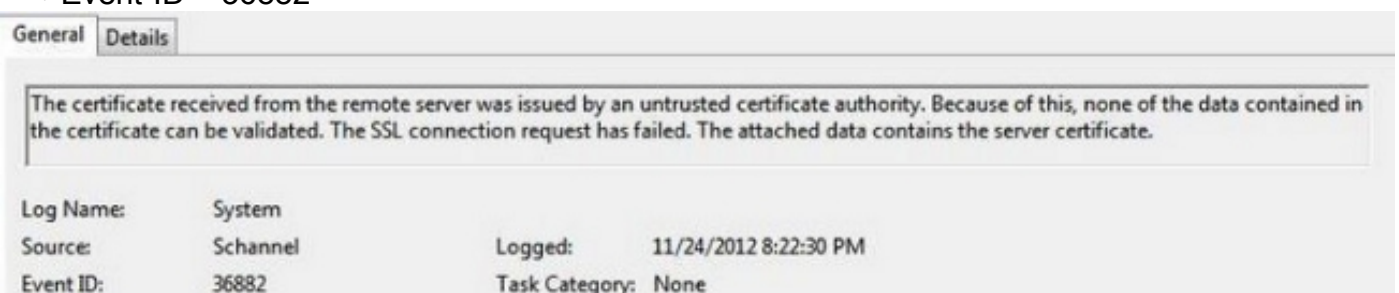 Event ID – 36882
General Details
The certificate received from the remote server was issued by an untrusted certificate authority. Because of this, none of the data contained in
the certificate can be validated. The SSL connection request has failed. The attached data contains the server certificate.
Log Name: System
Source: Schannel Logged: 11/24/2012 8:22:30 PM
Event ID: 36882 Task Category: None